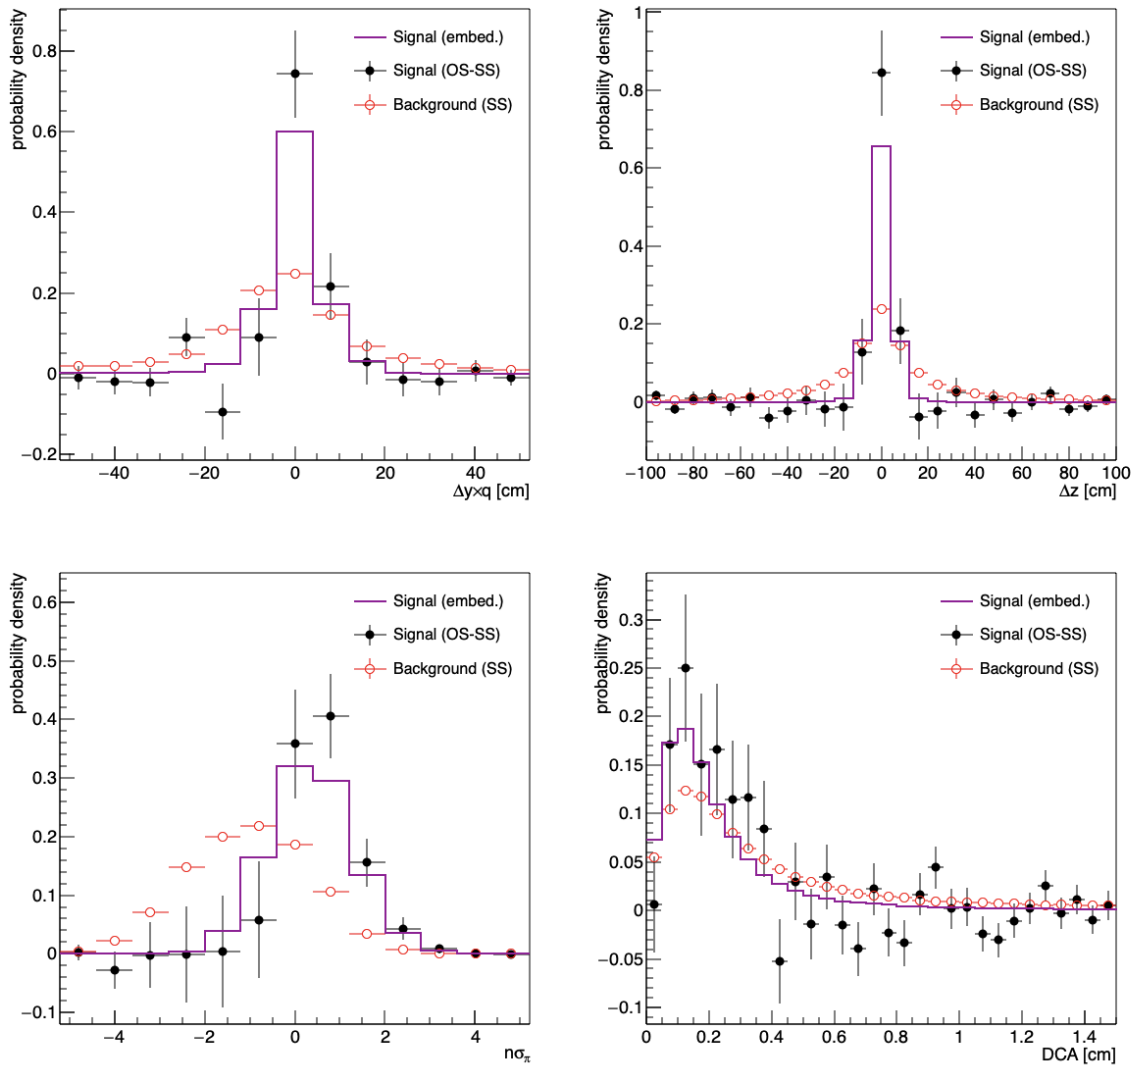 probability density
0.8
0.6
0.4
0.2
0
−0.2
−40
−20
0
20
40
Δy×q [cm]
Signal (embed.)
Signal (OS-SS)
Background (SS)
probability density
1
0.8
0.6
0.4
0.2
0
−100
−80
−60
−40
−20
0
20
40
60
80
100
Δz [cm]
Signal (embed.)
Signal (OS-SS)
Background (SS)
probability density
0.6
0.5
0.4
0.3
0.2
0.1
0
−0.1
−4
−2
0
2
4
nσπ
Signal (embed.)
Signal (OS-SS)
Background (SS)
probability density
0.3
0.25
0.2
0.15
0.1
0.05
0
−0.05
−0.1
0
0.2
0.4
0.6
0.8
1
1.2
1.4
DCA [cm]
Signal (embed.)
Signal (OS-SS)
Background (SS)